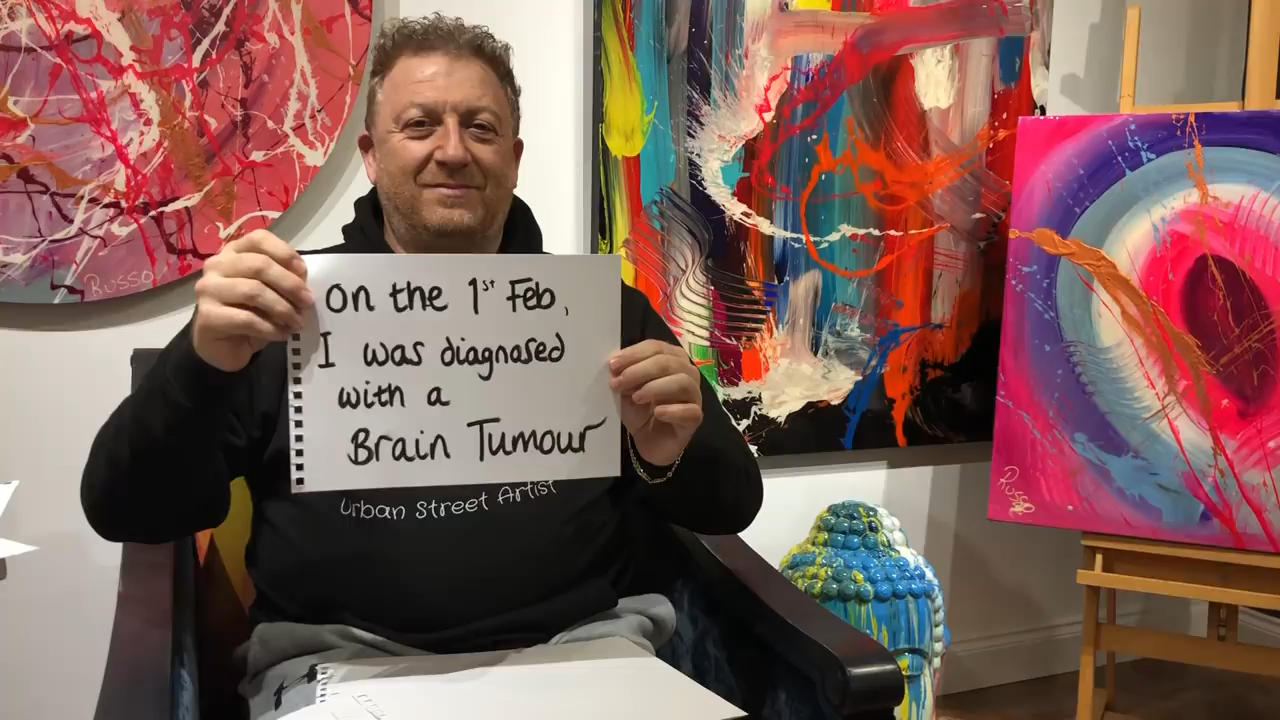 RUSSO
on the 1st Feb,
I was diagnosed
with a
Brain Tumour
Urban Street Artist
Russo